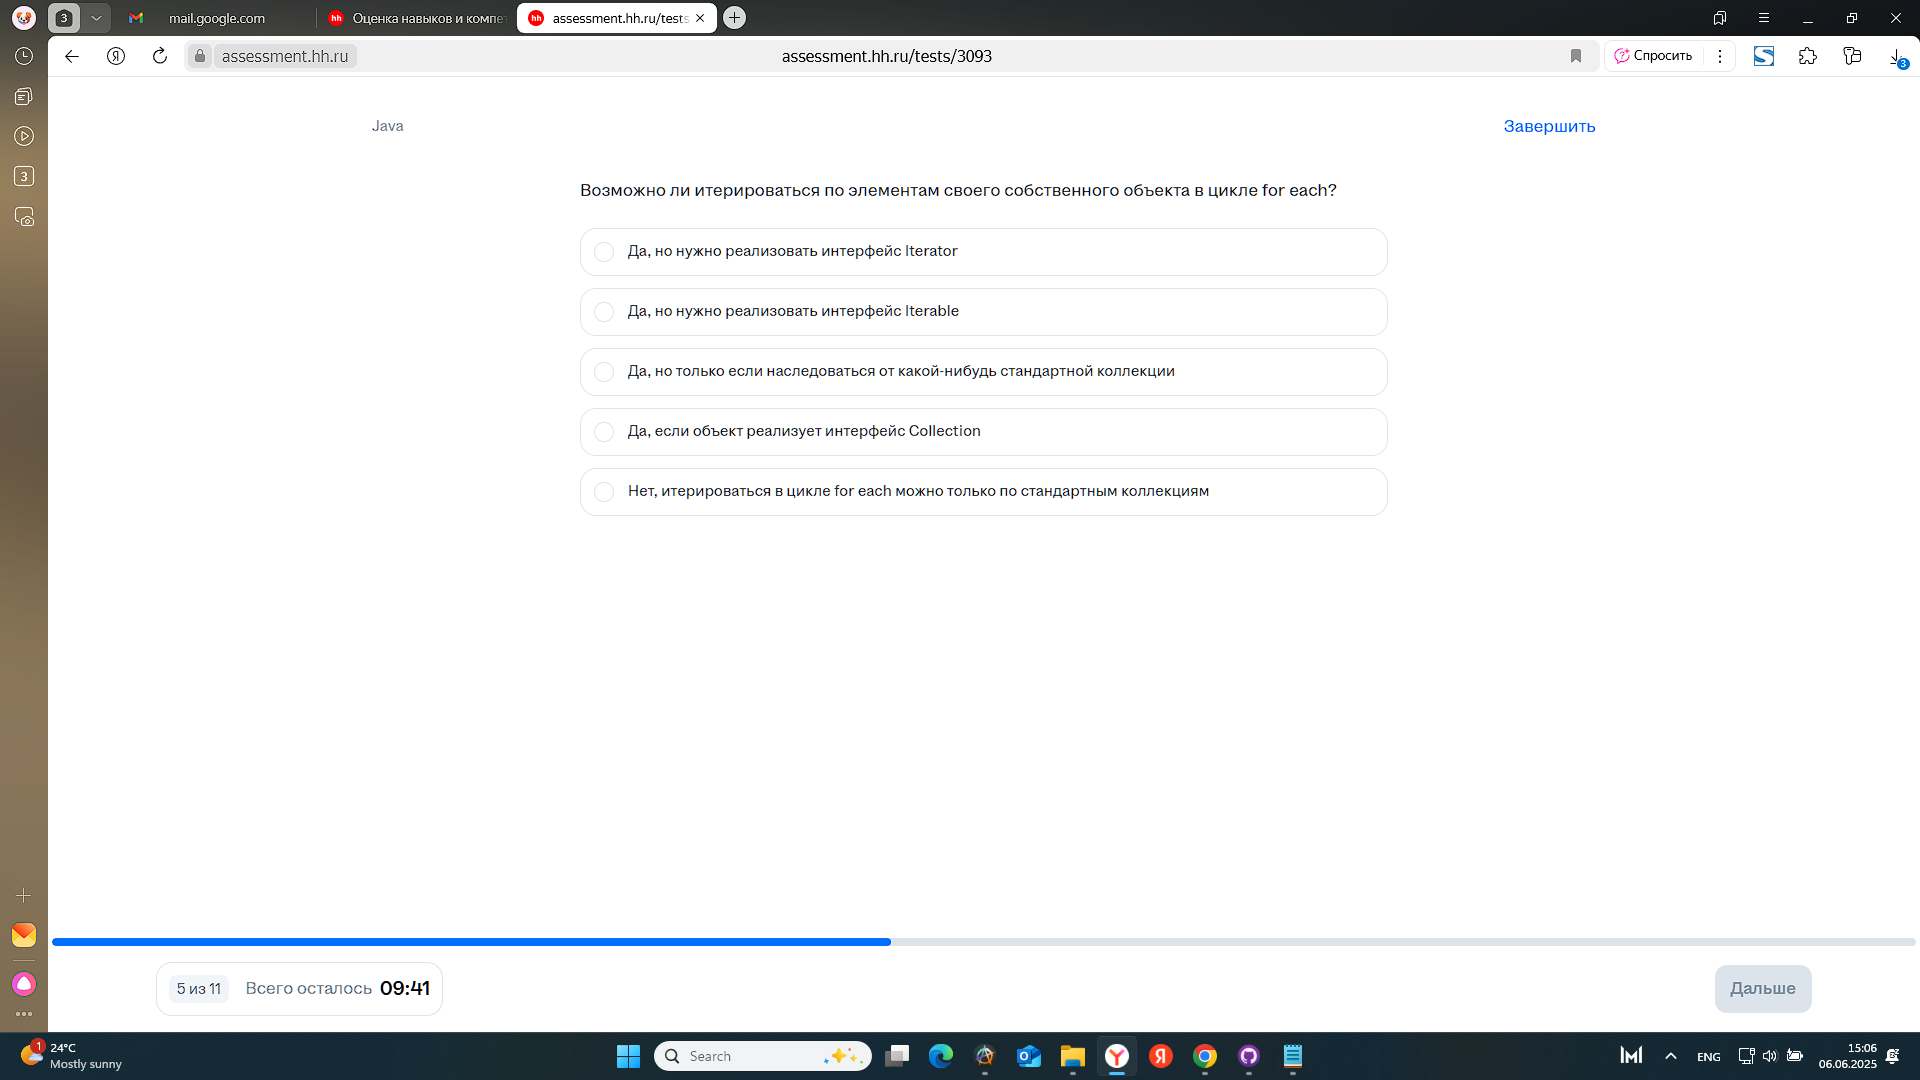 3
mail.google.com
hh
Оценка навыков и компе
hh
assessment.hh.ru/tests
assessment.hh.ru
assessment.hh.ru/tests/3093
Спросить
3
3
Java
Завершить
Возможно ли итерироваться по элементам своего собственного объекта в цикле for each?
Да, но нужно реализовать интерфейс Iterator
Да, но нужно реализовать интерфейс Iterable
Да, но только если наследоваться от какой-нибудь стандартной коллекции
Да, если объект реализует интерфейс Collection
Нет, итерироваться в цикле for each можно только по стандартным коллекциям
5 из 11
Всего осталось 09:41
Дальше
1
24°C
Mostly sunny
Search
ENG
15:06
06.06.2025